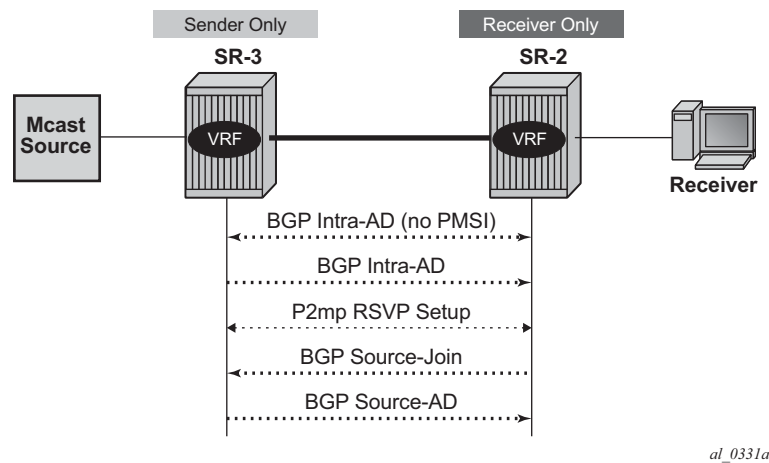 Sender Only
Receiver Only
SR-3
SR-2
Mcast
Source
VRF
VRF
Receiver
BGP Intra-AD (no PMSI)
BGP Intra-AD
P2mp RSVP Setup
BGP Source-Join
BGP Source-AD
al_0331a